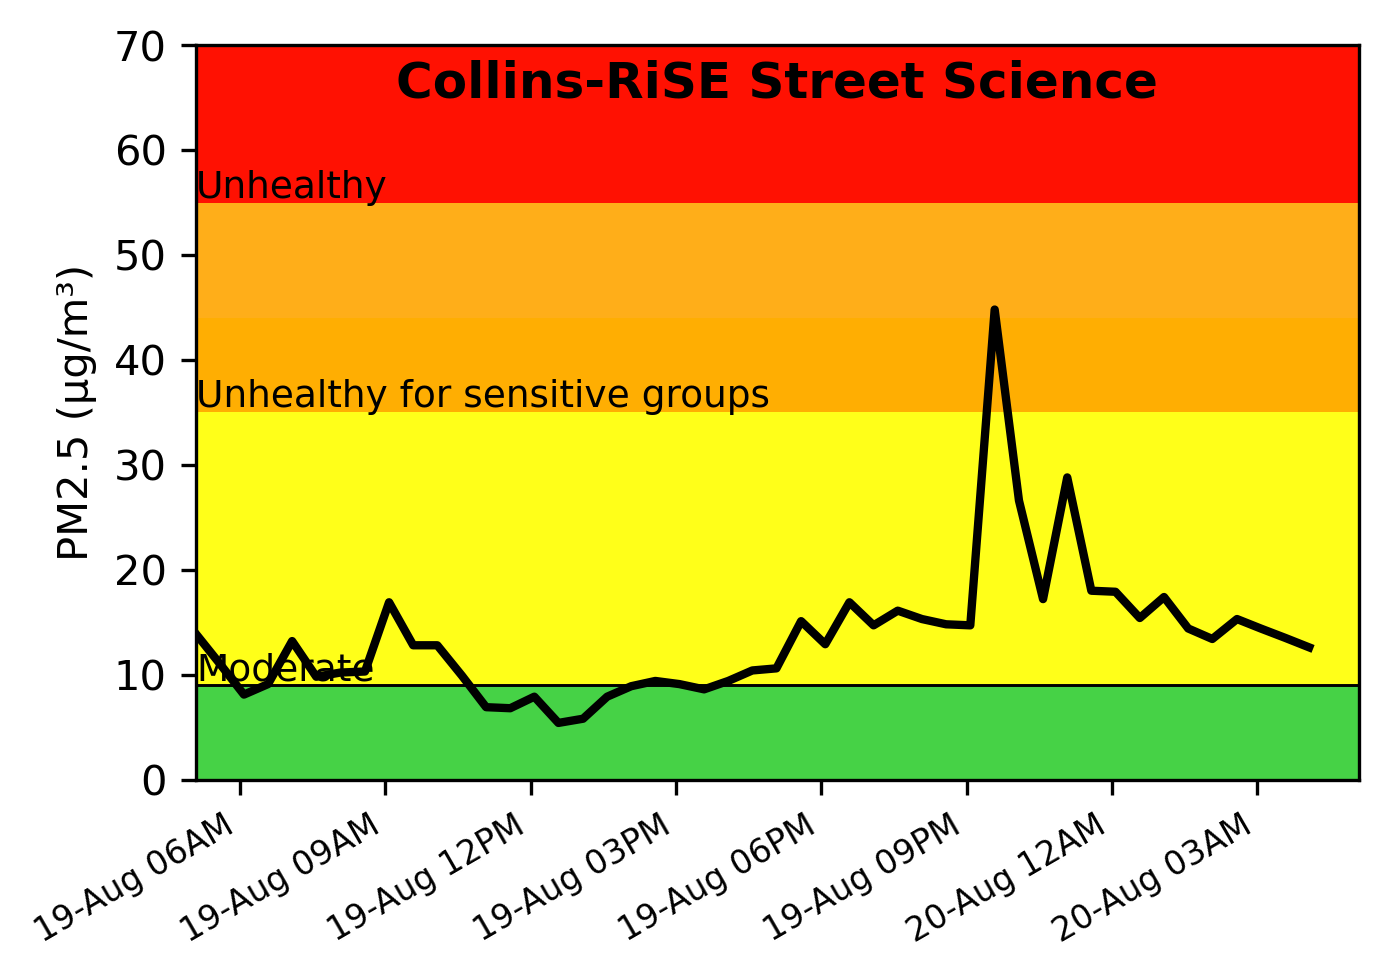 Collins-RiSE Street Science
PM2.5 (µg/m³)
70
60
50
40
30
20
10
0
Unhealthy
Unhealthy for sensitive groups
Moderate
19-Aug 06AM
19-Aug 09AM
19-Aug 12PM
19-Aug 03PM
19-Aug 06PM
19-Aug 09PM
20-Aug 12AM
20-Aug 03AM